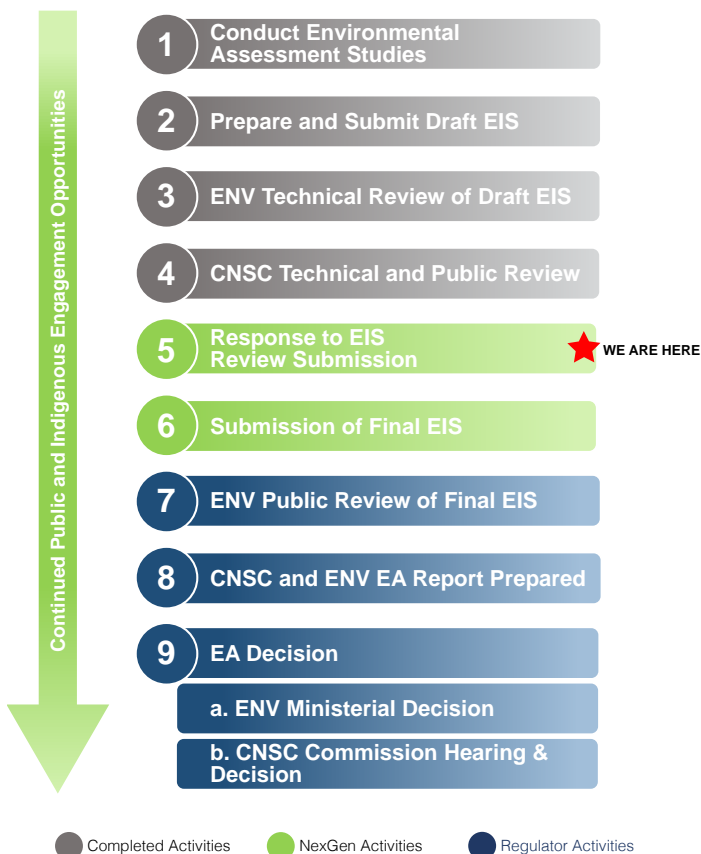 Continued Public and Indigenous Engagement Opportunities
1
Conduct Environmental
Assessment Studies
2
Prepare and Submit Draft EIS
3
ENV Technical Review of Draft EIS
4
CNSC Technical and Public Review
5
Response to EIS
Review Submission
WE ARE HERE
6
Submission of Final EIS
7
ENV Public Review of Final EIS
8
CNSC and ENV EA Report Prepared
9
EA Decision
a. ENV Ministerial Decision
b. CNSC Commission Hearing &
Decision
Completed Activities
NexGen Activities
Regulator Activities